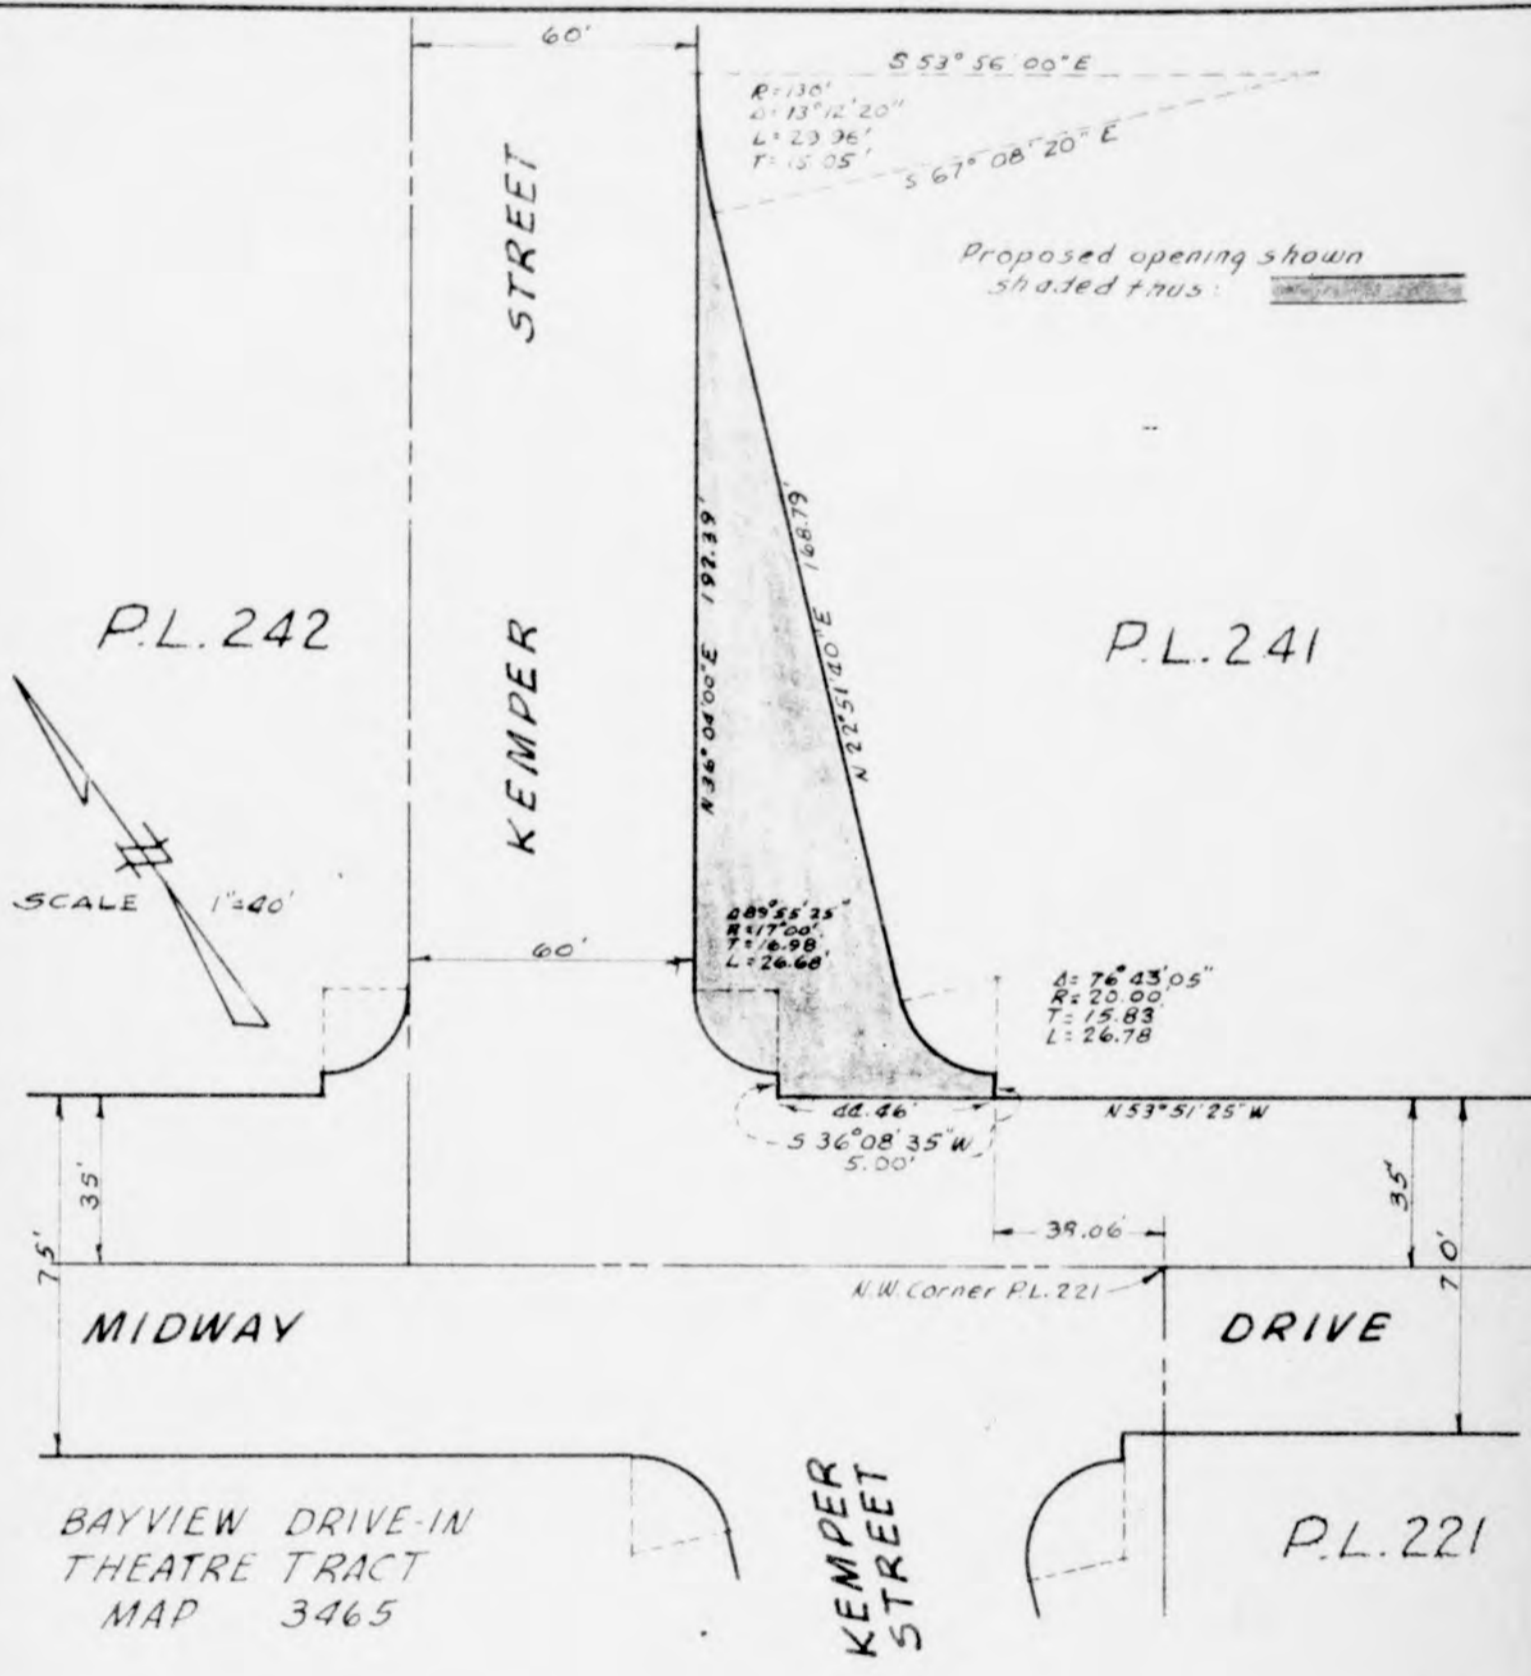 60'
S 53° 56' 00" E
R=130'
Δ=13°12'20"
L=29.96'
T=15.05'
S 67° 08' 20" E
Proposed opening shown
shaded thus:
STREET
KEMPER
N 36° 04' 00" E 192.39'
N 22° 51' 40" E 168.79'
P.L. 242
P.L. 241
SCALE 1"=40'
60'
Δ 89° 55' 25"
R=17.00'
T=16.98'
L=26.68'
Δ= 76° 43' 05"
R= 20.00'
T= 15.83
L= 26.78
44.46'
N 53° 51' 25" W
S 36° 08' 35" W
5.00'
35'
75'
35'
70'
N.W. Corner P.L. 221
MIDWAY
DRIVE
KEMPER
STREET
BAYVIEW DRIVE-IN
THEATRE TRACT
MAP 3465
P.L. 221